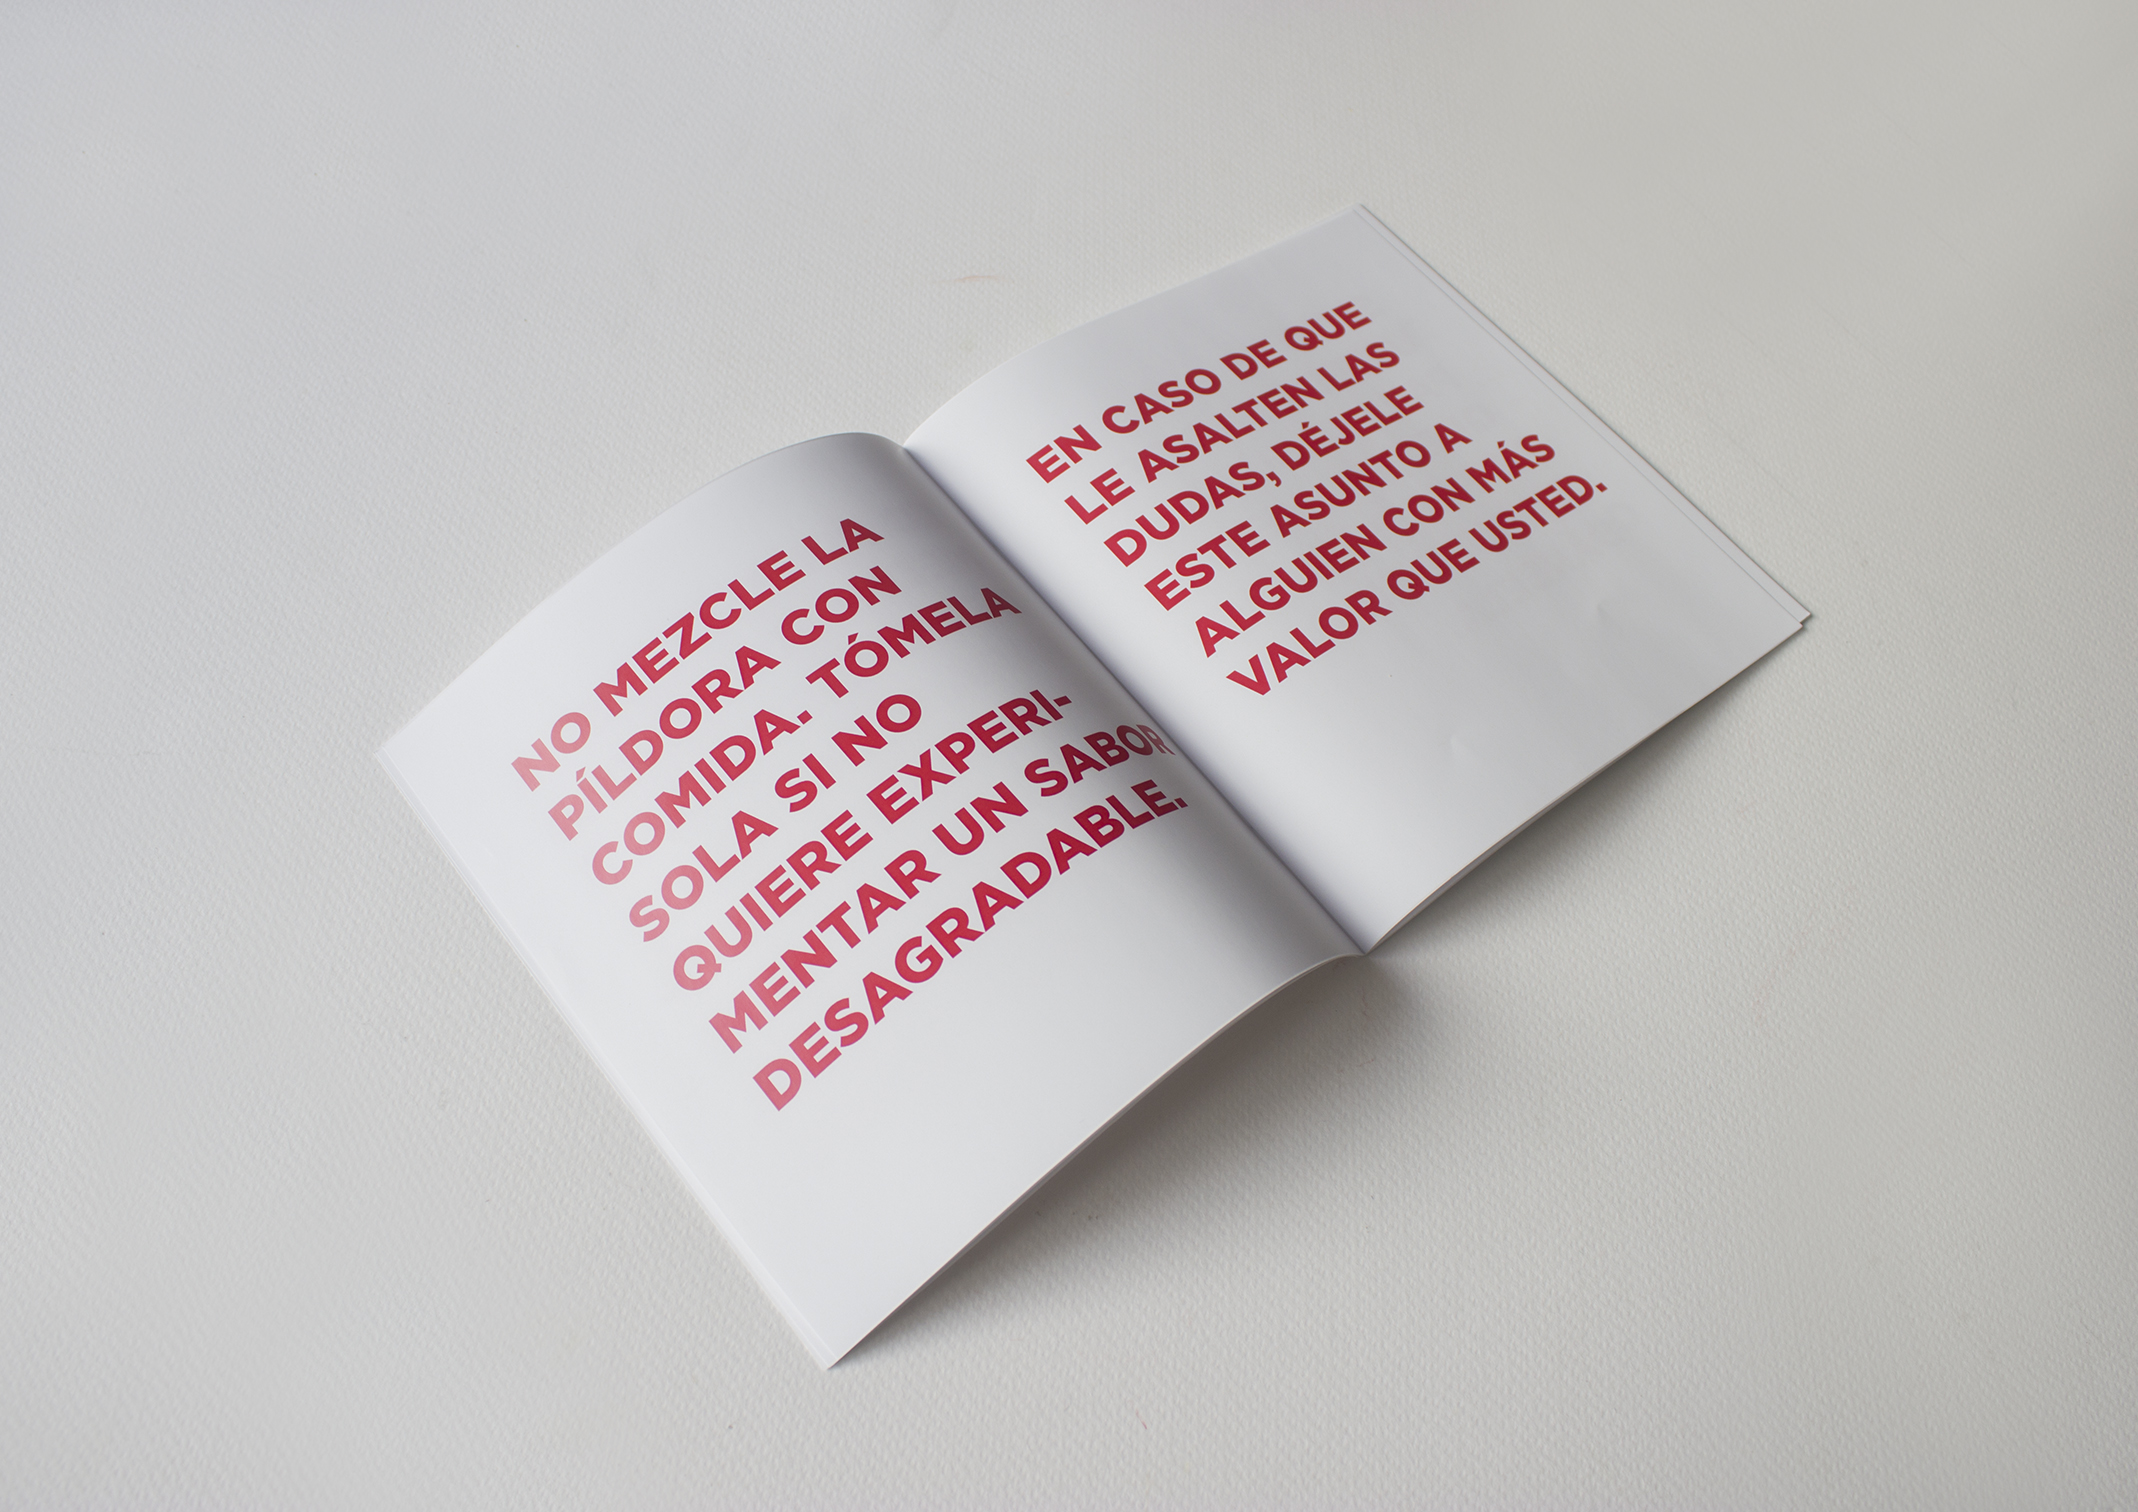 NO MEZCLE LA
PÍLDORA CON
COMIDA. TÓMELA
SOLA SI NO
QUIERE EXPERI-
MENTAR UN SABOR
DESAGRADABLE.
EN CASO DE QUE
LE ASALTEN LAS
DUDAS, DÉJELE
ESTE ASUNTO A
ALGUIEN CON MÁS
VALOR QUE USTED.